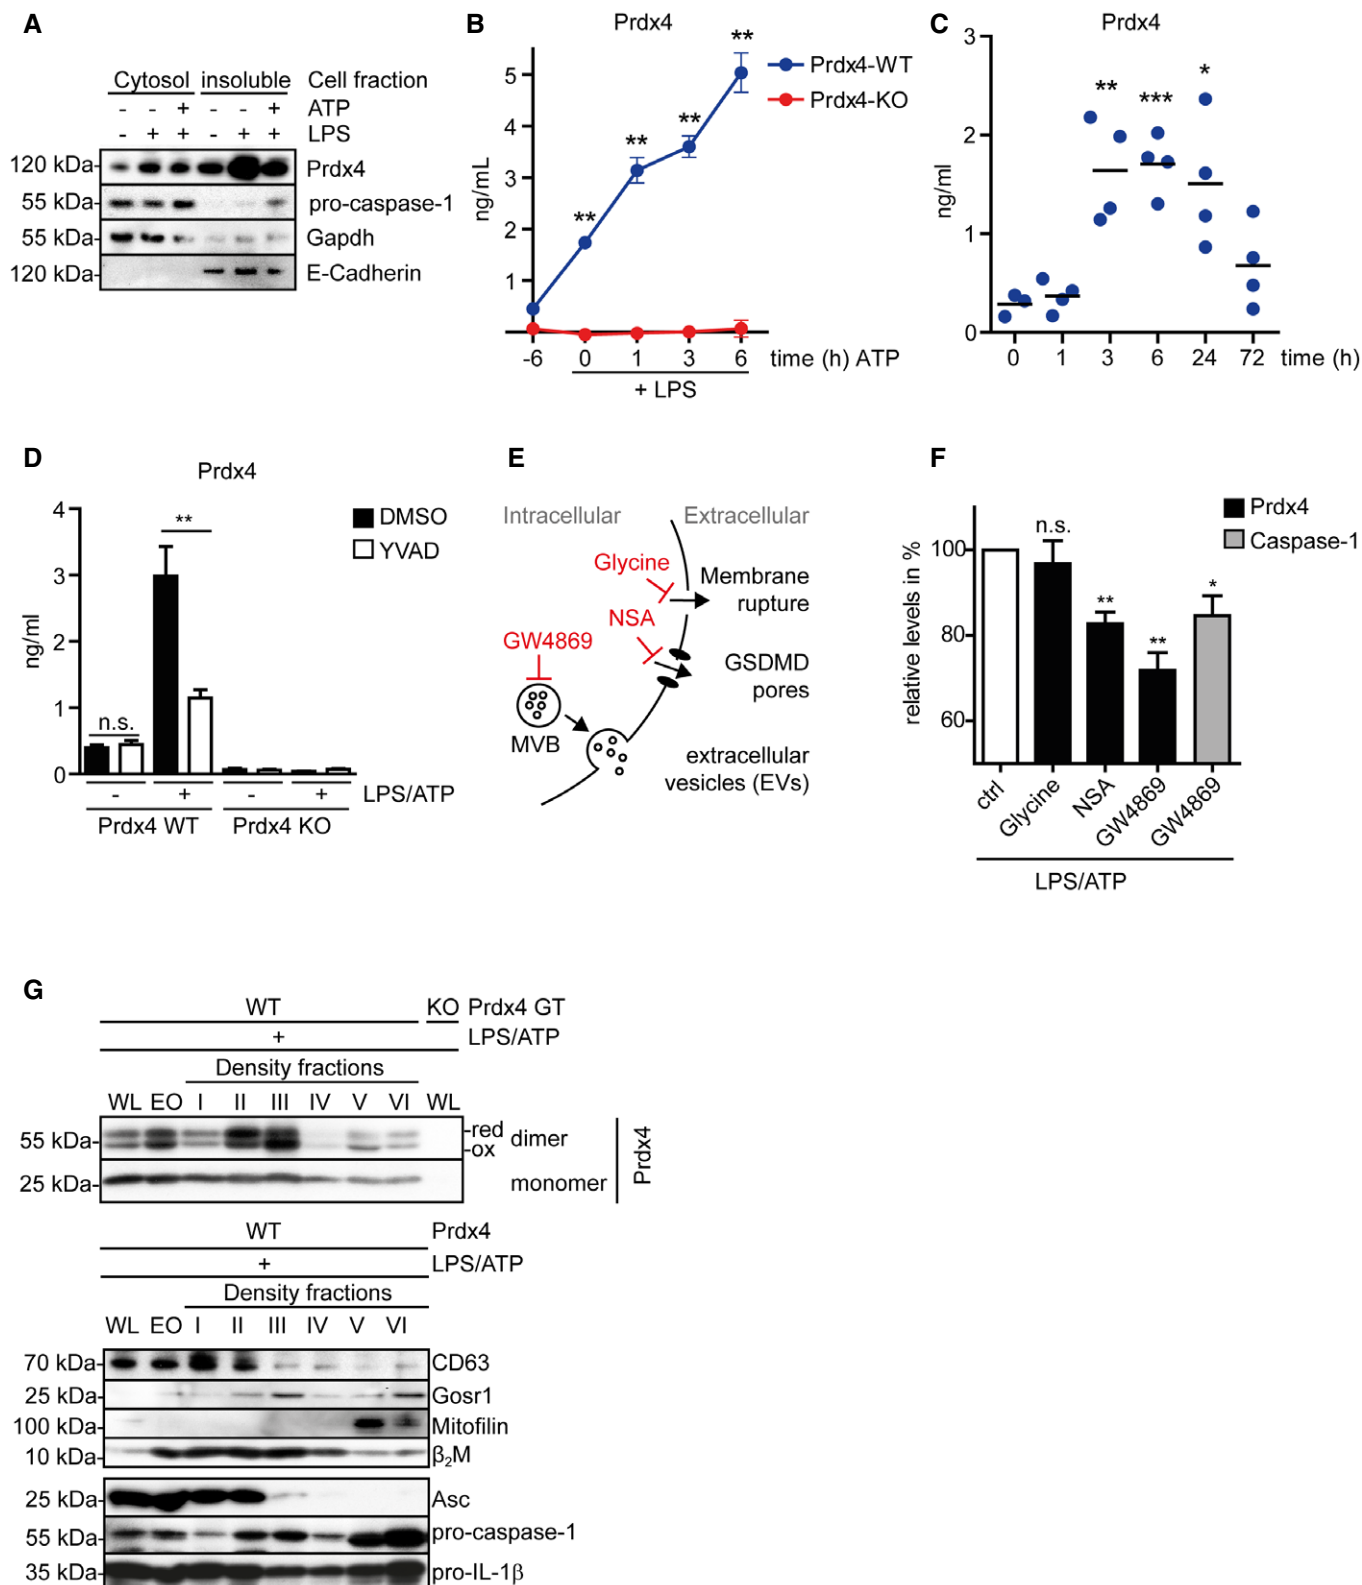 A
Cytosol insoluble Cell fraction
- - + - - + ATP
- + + - + + LPS
120 kDa- Prdx4
55 kDa- pro-caspase-1
55 kDa- Gapdh
120 kDa- E-Cadherin
B
Prdx4
** ** ** **
Prdx4-WT
Prdx4-KO
ng/mL
5
4
3
2
1
-6 0 1 3 6 time (h) ATP
+ LPS
C
Prdx4
** *** *
ng/ml
3
2
1
0
0 1 3 6 24 72 time (h)
D
Prdx4
DMSO
YVAD
**
n.s.
ng/ml
4
3
2
1
0
- + - + LPS/ATP
Prdx4 WT Prdx4 KO
E
Intracellular Extracellular
Glycine
Membrane
rupture
NSA
GW4869
GSDMD
pores
MVB
extracellular
vesicles (EVs)
F
Prdx4
Caspase-1
n.s. ** ** *
relative levels in %
100
80
60
ctrl Glycine NSA GW4869 GW4869
LPS/ATP
G
WT KO Prdx4 GT
+ LPS/ATP
Density fractions
WL EO I II III IV V VI WL
55 kDa- -red dimer
-ox
25 kDa- monomer
Prdx4
WT Prdx4
+ LPS/ATP
Density fractions
WL EO I II III IV V VI
70 kDa- CD63
25 kDa- Gosr1
100 kDa- Mitofilin
10 kDa- β₂M
25 kDa- Asc
55 kDa- pro-caspase-1
35 kDa- pro-IL-1β